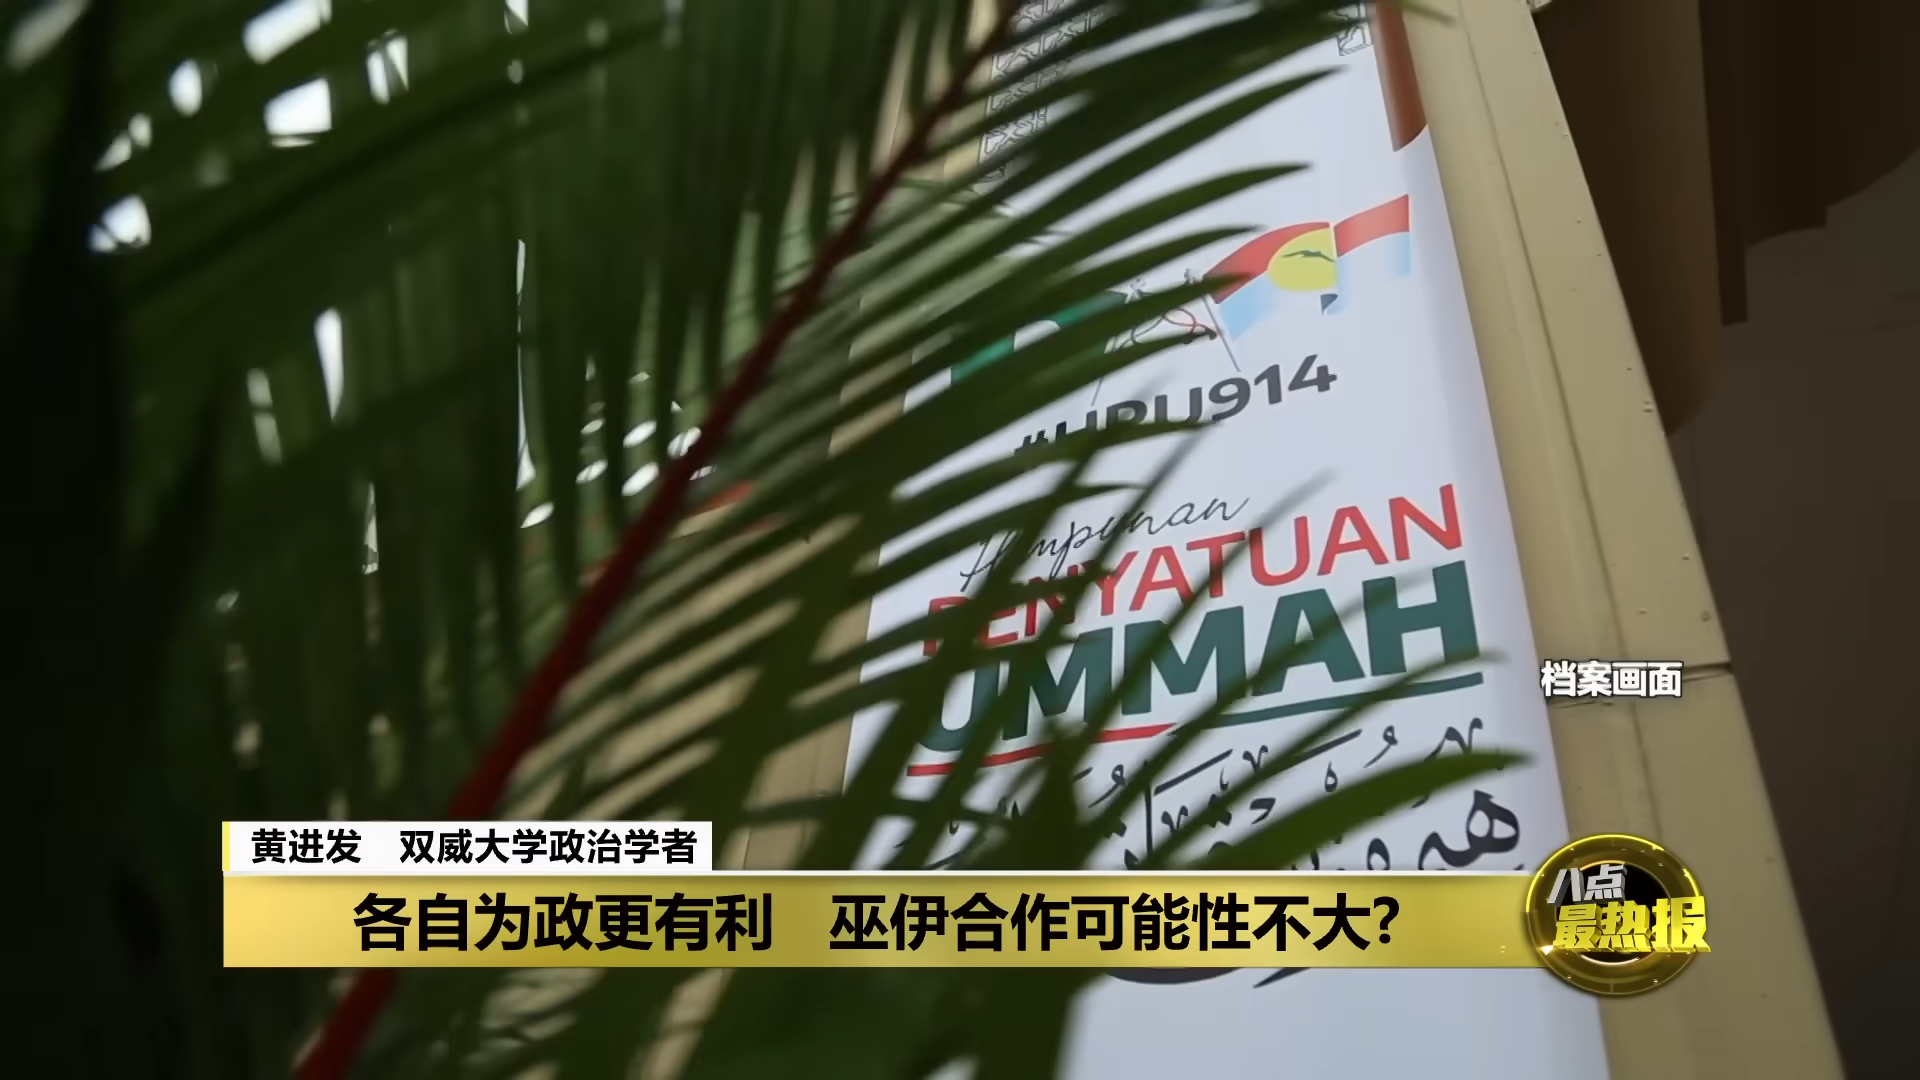 #HPU914
Himpunan
PENYATUAN
UMMAH
档案画面
黄进发 双威大学政治学者
各自为政更有利 巫伊合作可能性不大?
八点
最热报